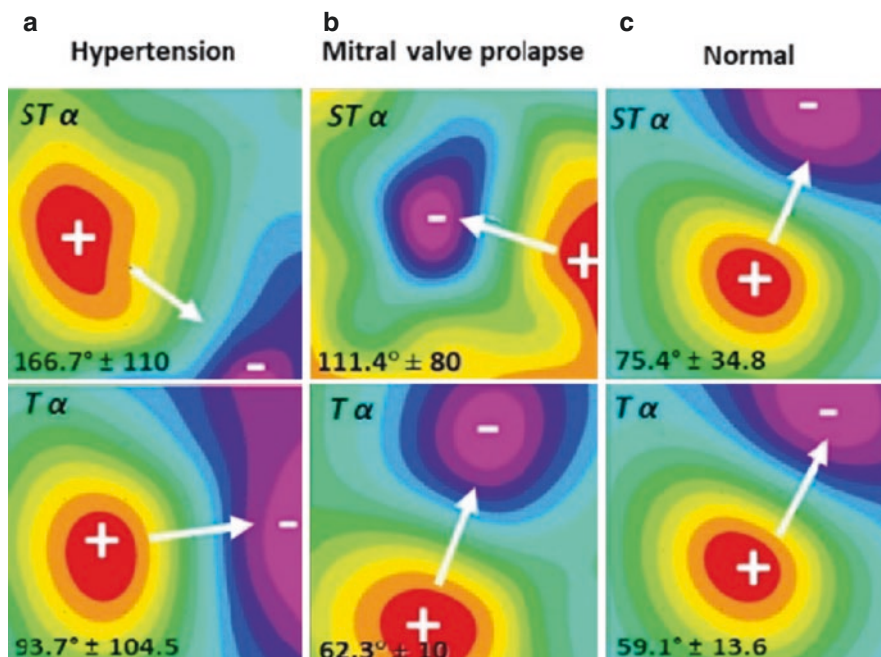 a
Hypertension
ST α
+
-
166.7° ± 110
T α
+
-
93.7° ± 104.5
b
Mitral valve prolapse
ST α
-
+
111.4° ± 80
T α
-
+
62.3° ± 10
c
Normal
ST α
-
+
75.4° ± 34.8
T α
-
+
59.1° ± 13.6